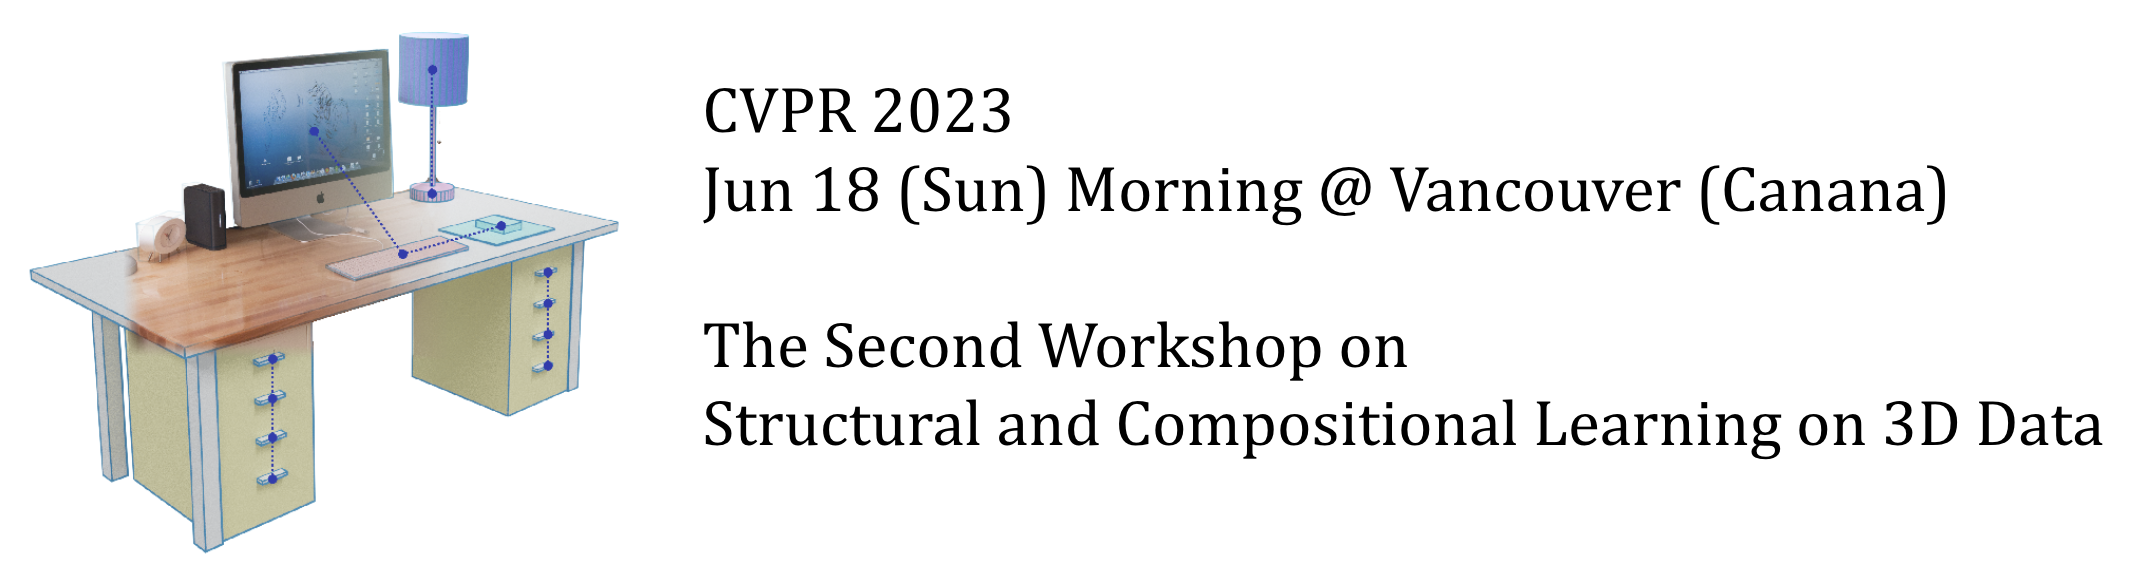 CVPR 2023
Jun 18 (Sun) Morning @ Vancouver (Canana)
The Second Workshop on
Structural and Compositional Learning on 3D Data